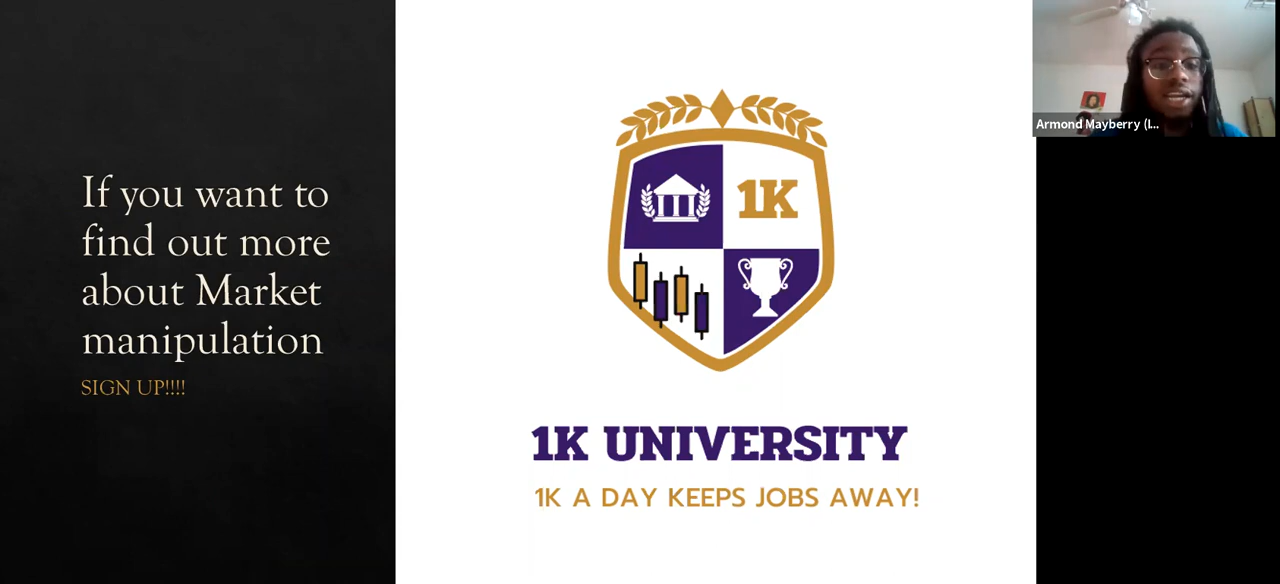 If you want to
find out more
about Market
manipulation
SIGN UP!!!!
1K
1K UNIVERSITY
1K A DAY KEEPS JOBS AWAY!
Armond Mayberry (I...